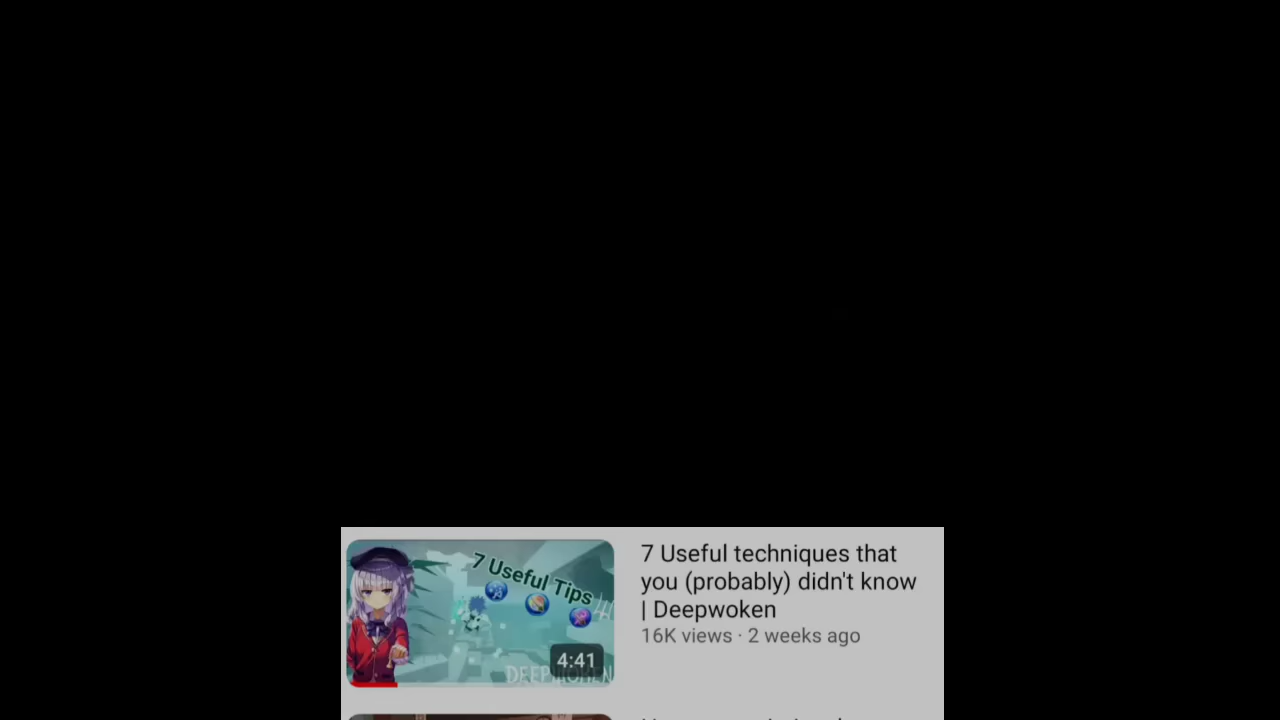 7 Useful Tips
4:41
DEEPWOKEN
7 Useful techniques that
you (probably) didn't know
| Deepwoken
16K views · 2 weeks ago